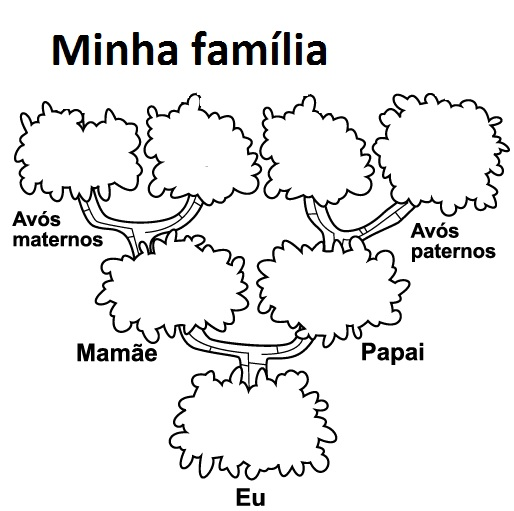 Minha família
Avós
maternos
Avós
paternos
Mamãe
Papai
Eu